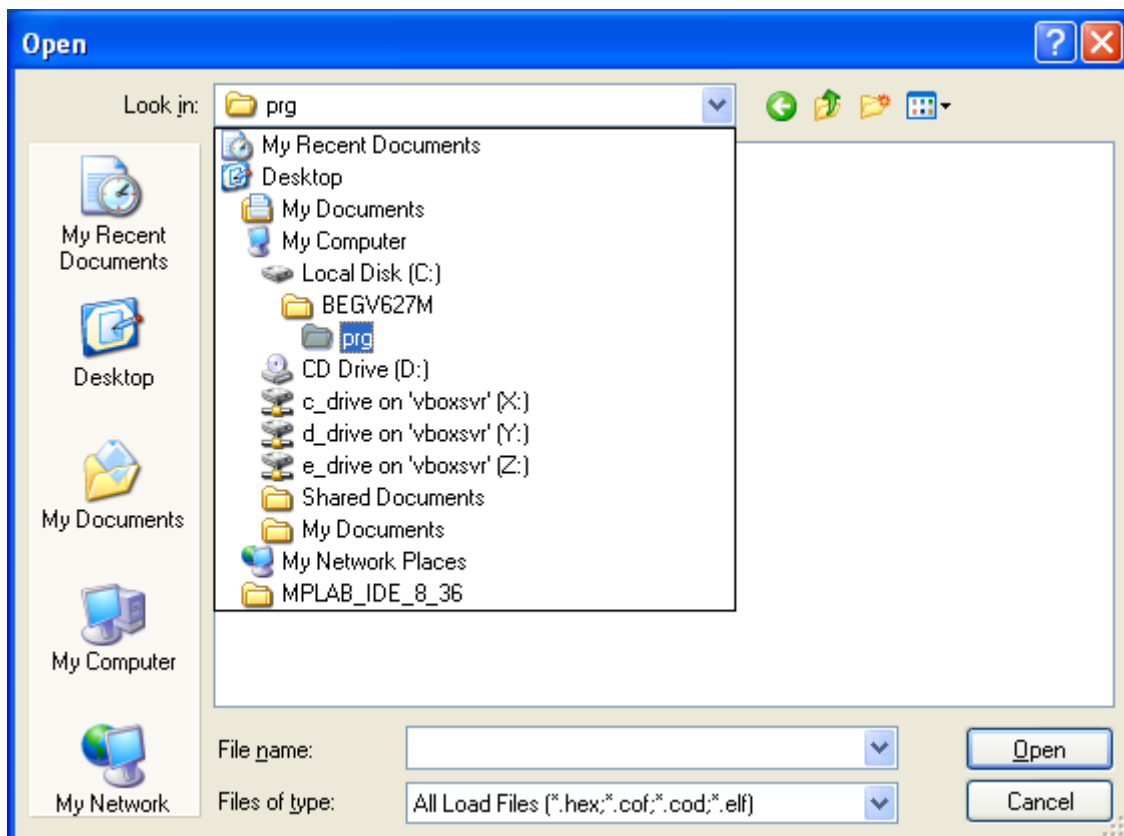 Open
Look in:
prg
My Recent Documents
Desktop
My Documents
My Computer
Local Disk (C:)
BEGV627M
prg
CD Drive (D:)
c_drive on 'vboxsvr' (X:)
d_drive on 'vboxsvr' (Y:)
e_drive on 'vboxsvr' (Z:)
Shared Documents
My Documents
My Network Places
MPLAB_IDE_8_36
My Recent
Documents
Desktop
My Documents
My Computer
My Network
File name:
Open
Files of type:
All Load Files (*.hex;*.cof;*.cod;*.elf)
Cancel